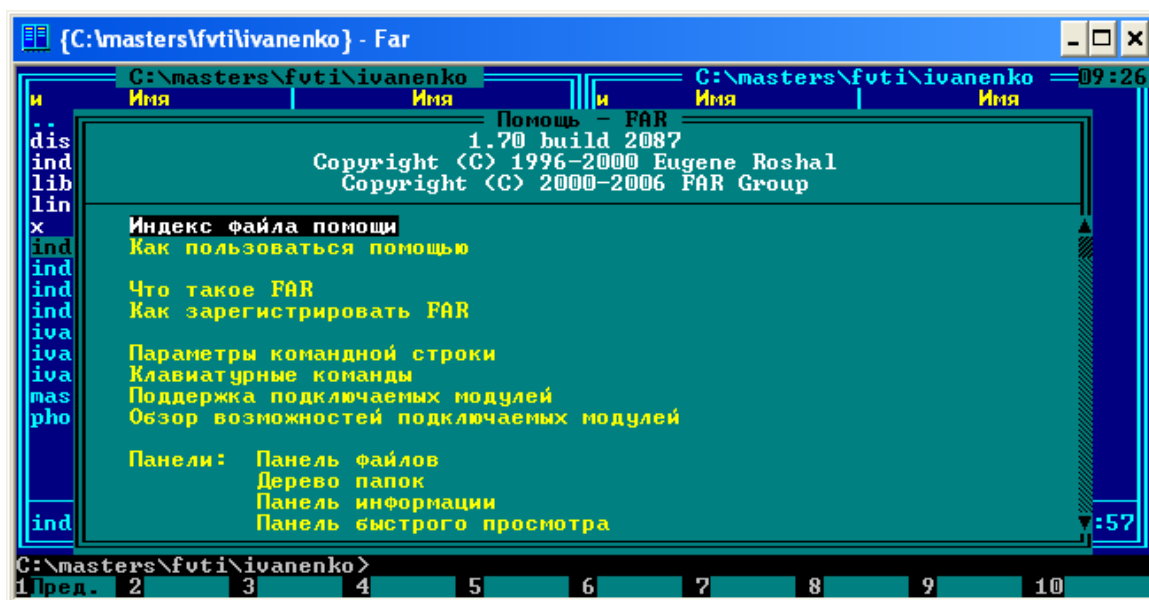 {C:\masters\fvti\ivanenko} - Far
C:\masters\fvti\ivanenko C:\masters\fvti\ivanenko 09:26
и Имя Имя и Имя Имя
..
Помощь - FAR
dis 1.70 build 2087
ind Copyright (C) 1996-2000 Eugene Roshal
lib Copyright (C) 2000-2006 FAR Group
lin
x Индекс файла помощи
ind Как пользоваться помощью
ind
ind Что такое FAR
ind Как зарегистрировать FAR
iva
iva Параметры командной строки
iva Клавиатурные команды
mas Поддержка подключаемых модулей
pho Обзор возможностей подключаемых модулей
Панели: Панель файлов
Дерево папок
Панель информации
ind Панель быстрого просмотра :57
C:\masters\fvti\ivanenko>
1Пред. 2 3 4 5 6 7 8 9 10